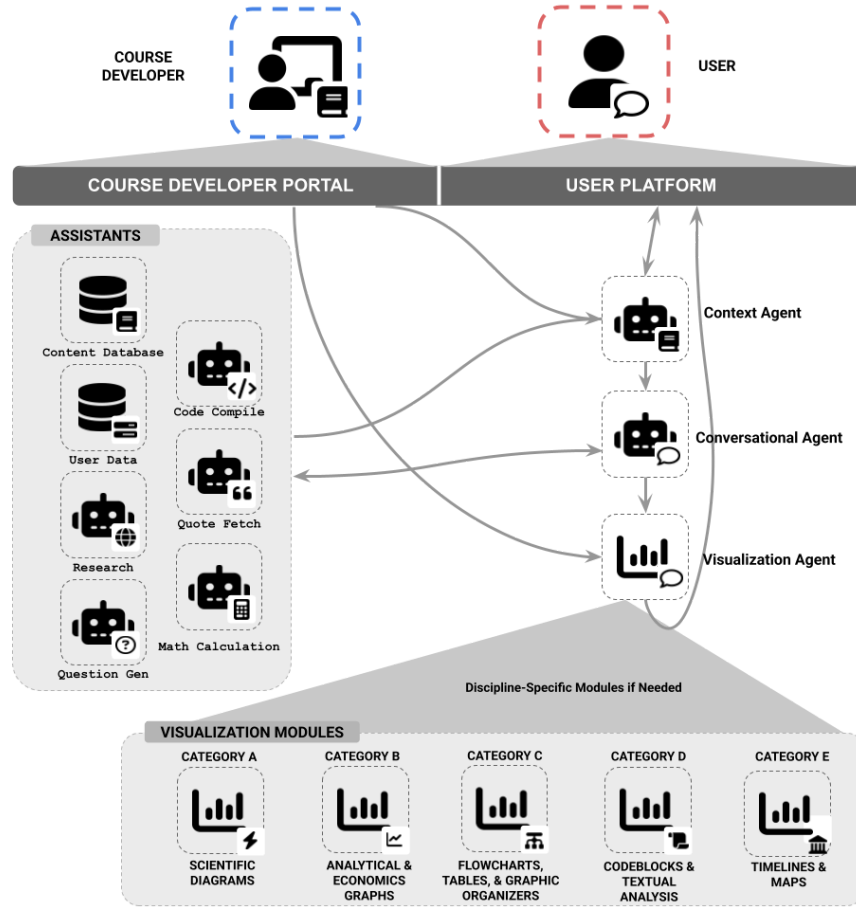 COURSE
DEVELOPER
USER
COURSE DEVELOPER PORTAL
USER PLATFORM
ASSISTANTS
Content Database
Code Compile
User Data
Quote Fetch
Research
Math Calculation
Question Gen
Context Agent
Conversational Agent
Visualization Agent
Discipline-Specific Modules if Needed
VISUALIZATION MODULES
CATEGORY A
SCIENTIFIC
DIAGRAMS
CATEGORY B
ANALYTICAL &
ECONOMICS
GRAPHS
CATEGORY C
FLOWCHARTS,
TABLES, & GRAPHIC
ORGANIZERS
CATEGORY D
CODEBLOCKS &
TEXTUAL
ANALYSIS
CATEGORY E
TIMELINES &
MAPS